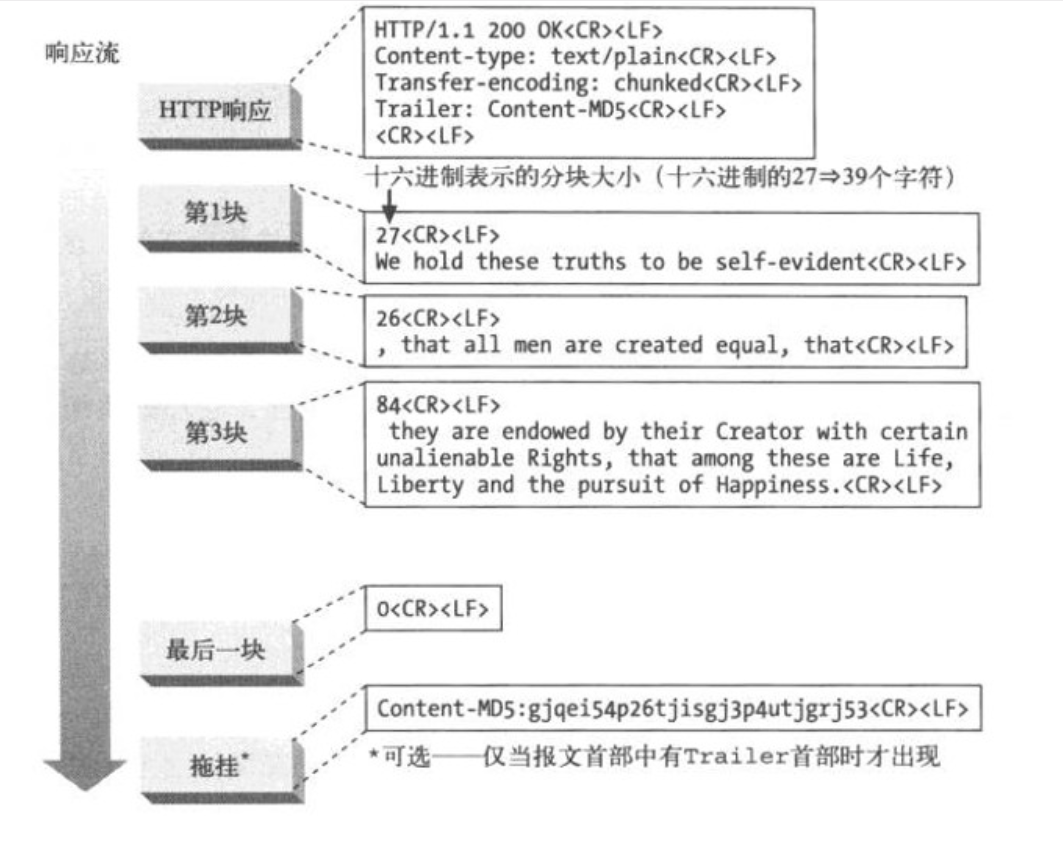 响应流
HTTP响应
HTTP/1.1 200 OK<CR><LF>
Content-type: text/plain<CR><LF>
Transfer-encoding: chunked<CR><LF>
Trailer: Content-MD5<CR><LF>
<CR><LF>
十六进制表示的分块大小（十六进制的27⇒39个字符）
第1块
27<CR><LF>
We hold these truths to be self-evident<CR><LF>
第2块
26<CR><LF>
, that all men are created equal, that<CR><LF>
第3块
84<CR><LF>
they are endowed by their Creator with certain
unalienable Rights, that among these are Life,
Liberty and the pursuit of Happiness.<CR><LF>
最后一块
0<CR><LF>
拖挂*
Content-MD5:gjqei54p26tjisgj3p4utjgrj53<CR><LF>
*可选——仅当报文首部中有Trailer首部时才出现